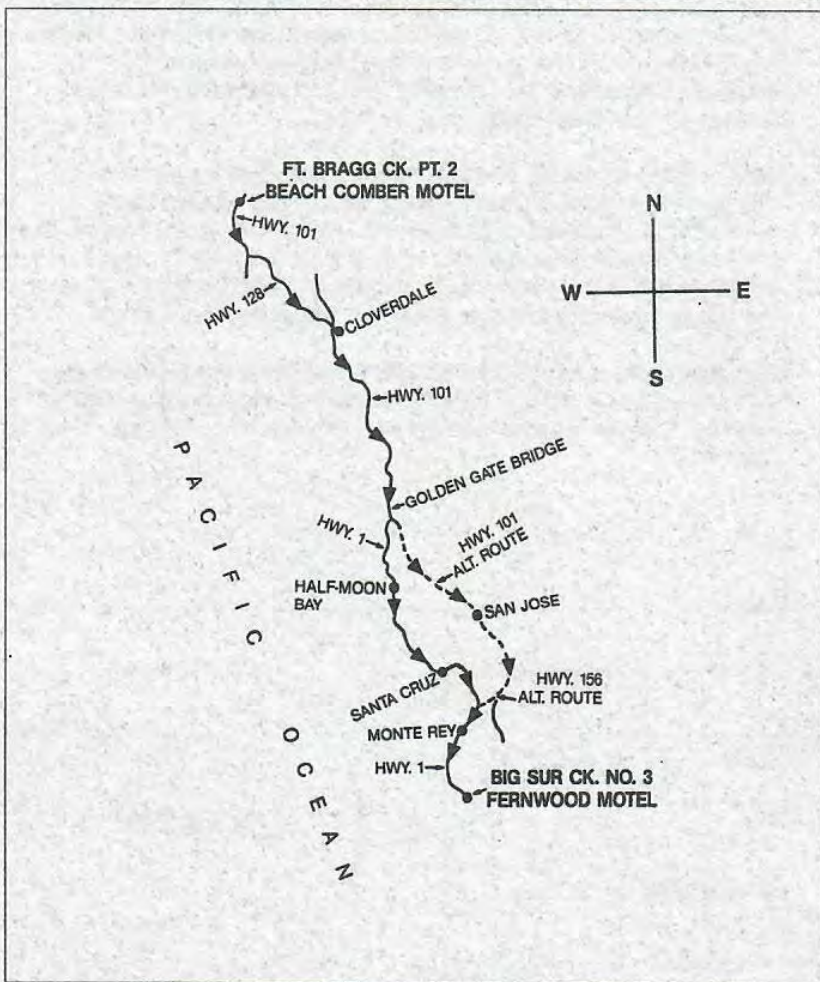 FT. BRAGG CK. PT. 2
BEACH COMBER MOTEL
HWY. 101
HWY. 128
CLOVERDALE
HWY. 101
N
W
E
S
GOLDEN GATE BRIDGE
HWY. 1
HWY. 101
ALT. ROUTE
HALF-MOON
BAY
SAN JOSE
SANTA CRUZ
HWY. 156
ALT. ROUTE
MONTE REY
HWY. 1
BIG SUR CK. NO. 3
FERNWOOD MOTEL
PACIFIC
OCEAN